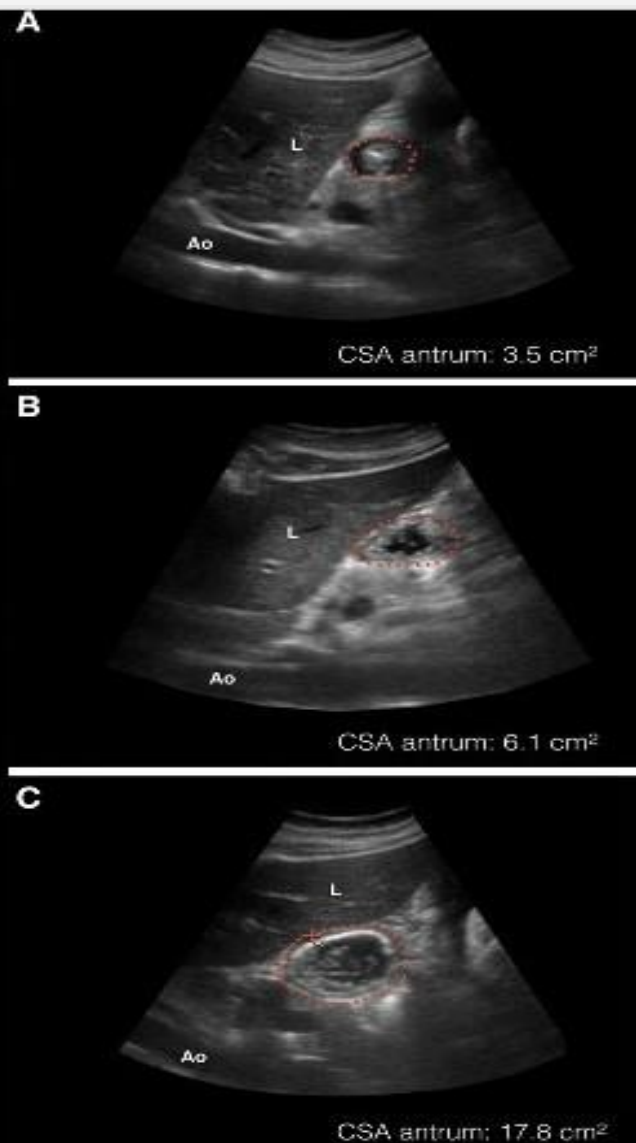 A
L
Ao
CSA antrum: 3.5 cm²
B
L
Ao
CSA antrum: 6.1 cm²
C
L
Ao
CSA antrum: 17.8 cm²